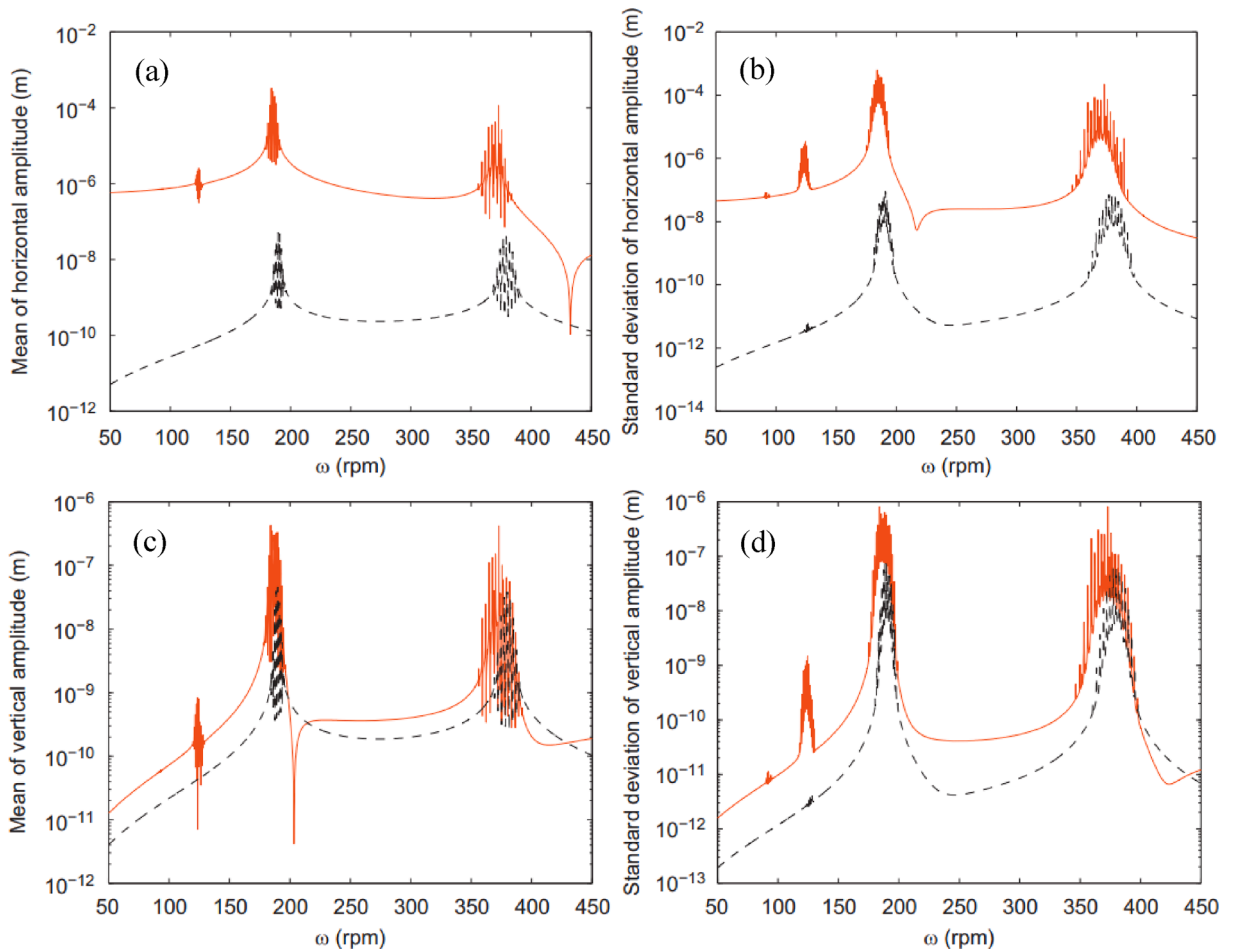 Mean of horizontal amplitude (m)
10⁻²
10⁻⁴
10⁻⁶
10⁻⁸
10⁻¹⁰
10⁻¹²
(a)
50 100 150 200 250 300 350 400 450
ω (rpm)
Standard deviation of horizontal amplitude (m)
10⁻²
10⁻⁴
10⁻⁶
10⁻⁸
10⁻¹⁰
10⁻¹²
10⁻¹⁴
(b)
50 100 150 200 250 300 350 400 450
ω (rpm)
Mean of vertical amplitude (m)
10⁻⁶
10⁻⁷
10⁻⁸
10⁻⁹
10⁻¹⁰
10⁻¹¹
10⁻¹²
(c)
50 100 150 200 250 300 350 400 450
ω (rpm)
Standard deviation of vertical amplitude (m)
10⁻⁶
10⁻⁷
10⁻⁸
10⁻⁹
10⁻¹⁰
10⁻¹¹
10⁻¹²
10⁻¹³
(d)
50 100 150 200 250 300 350 400 450
ω (rpm)